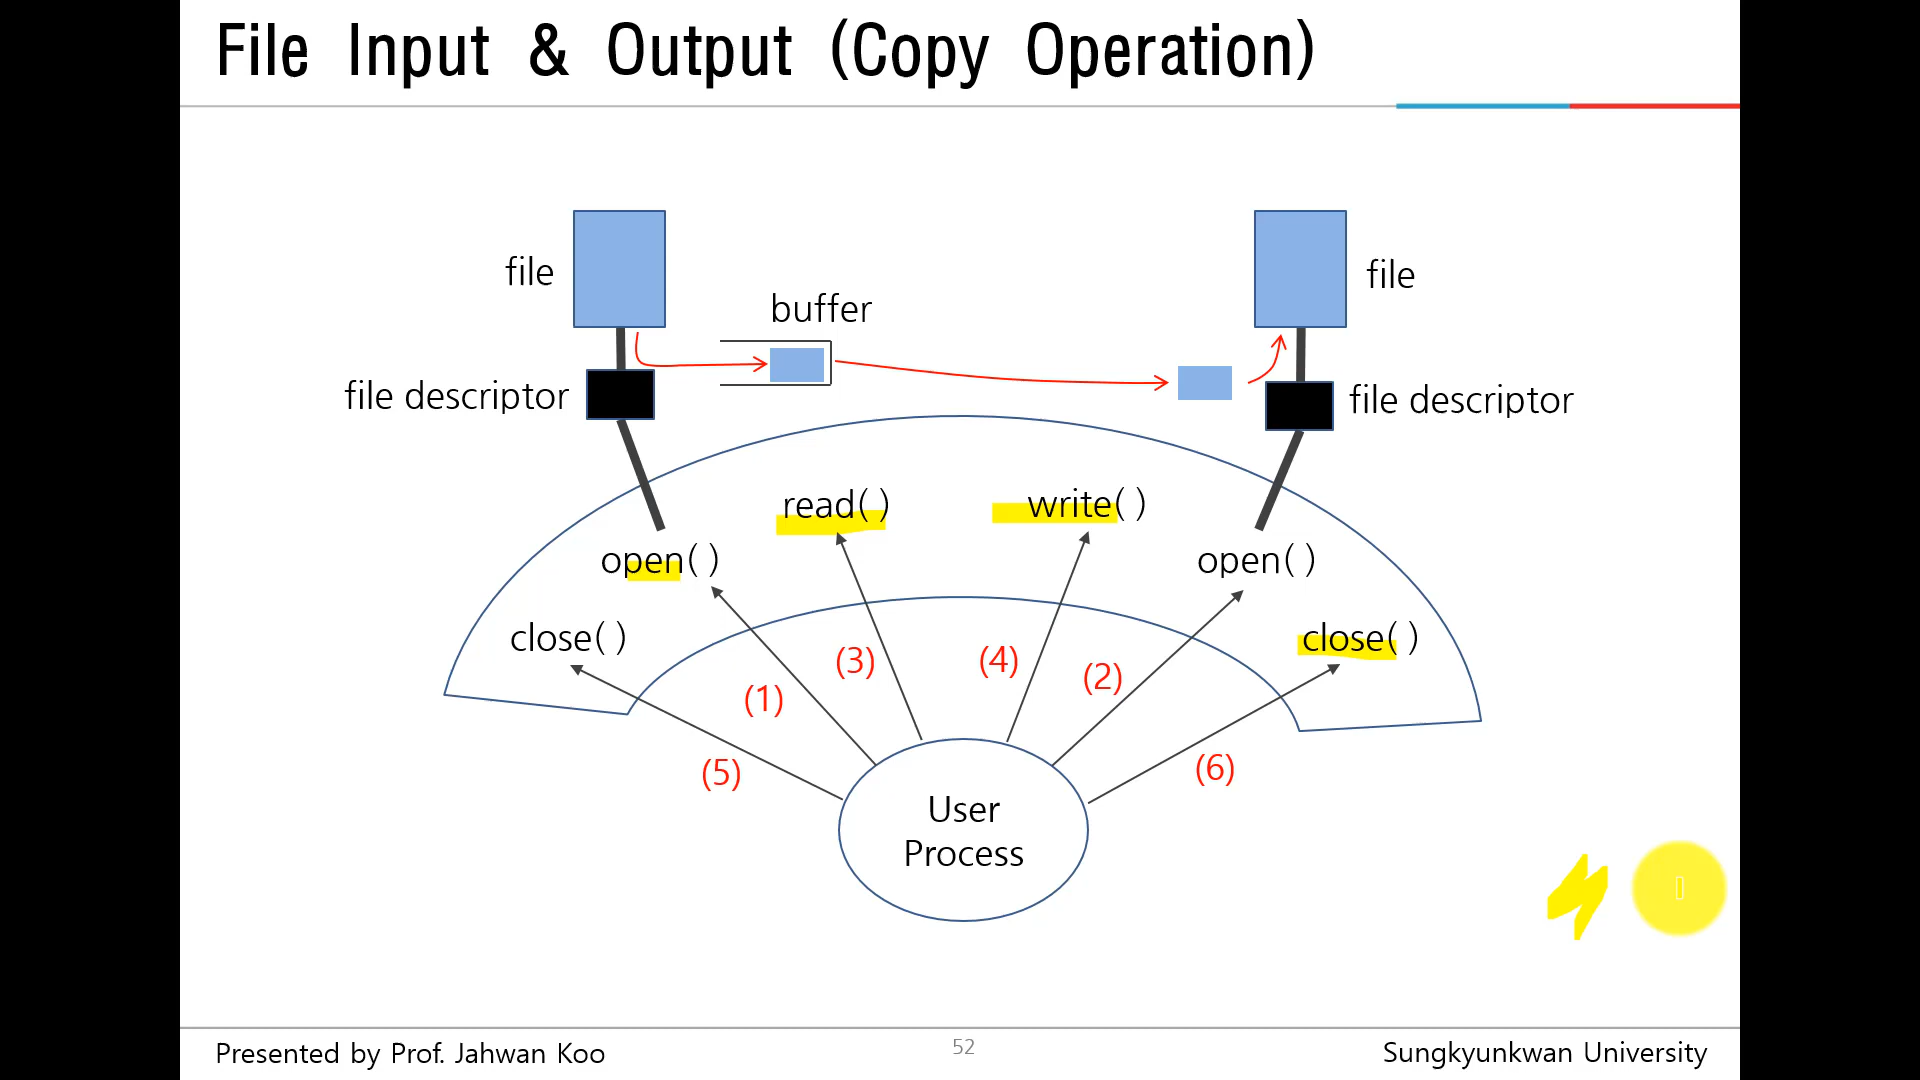 File Input & Output (Copy Operation)
file
file
buffer
file descriptor
file descriptor
read( )
write( )
open( )
open( )
close( )
close( )
(3)
(4)
(2)
(1)
(5)
(6)
User
Process
Presented by Prof. Jahwan Koo
52
Sungkyunkwan University